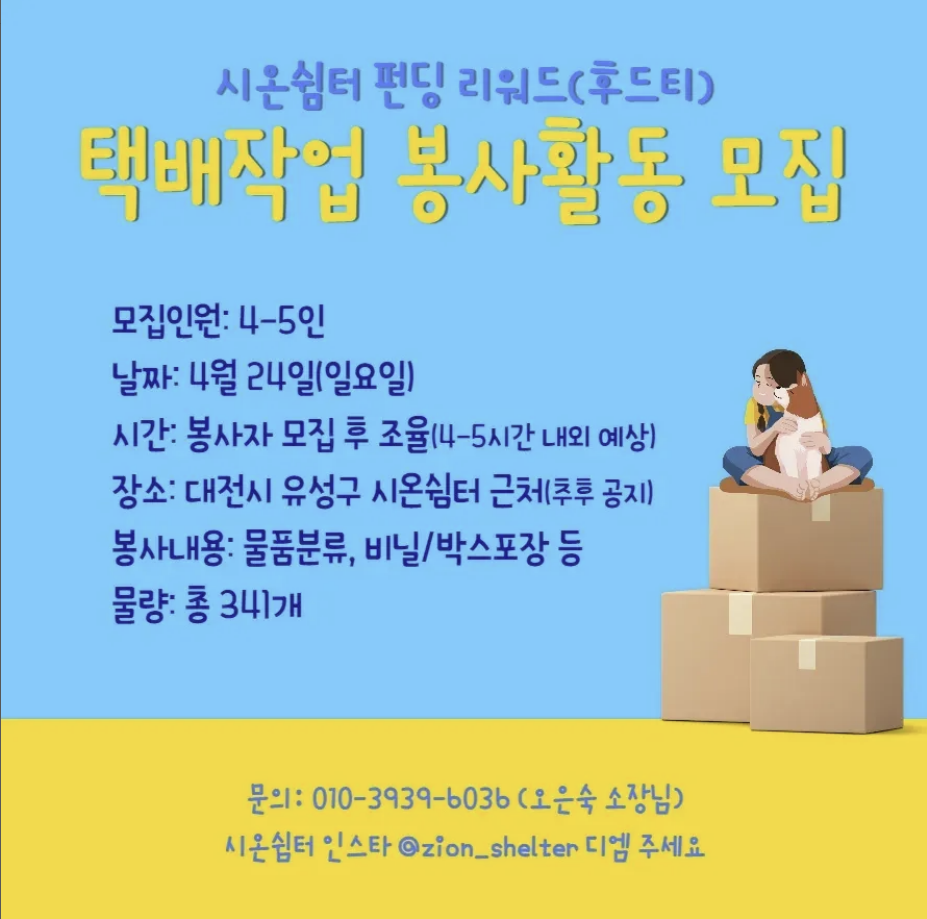 시온쉼터 펀딩 리워드(후드티)
택배작업 봉사활동 모집
모집인원: 4-5인
날짜: 4월 24일(일요일)
시간: 봉사자 모집 후 조율(4-5시간 내외 예상)
장소: 대전시 유성구 시온쉼터 근처(추후 공지)
봉사내용: 물품분류, 비닐/박스포장 등
물량: 총 341개
문의: 010-3939-6036 (오은숙 소장님)
시온쉼터 인스타 @zion_shelter 디엠 주세요